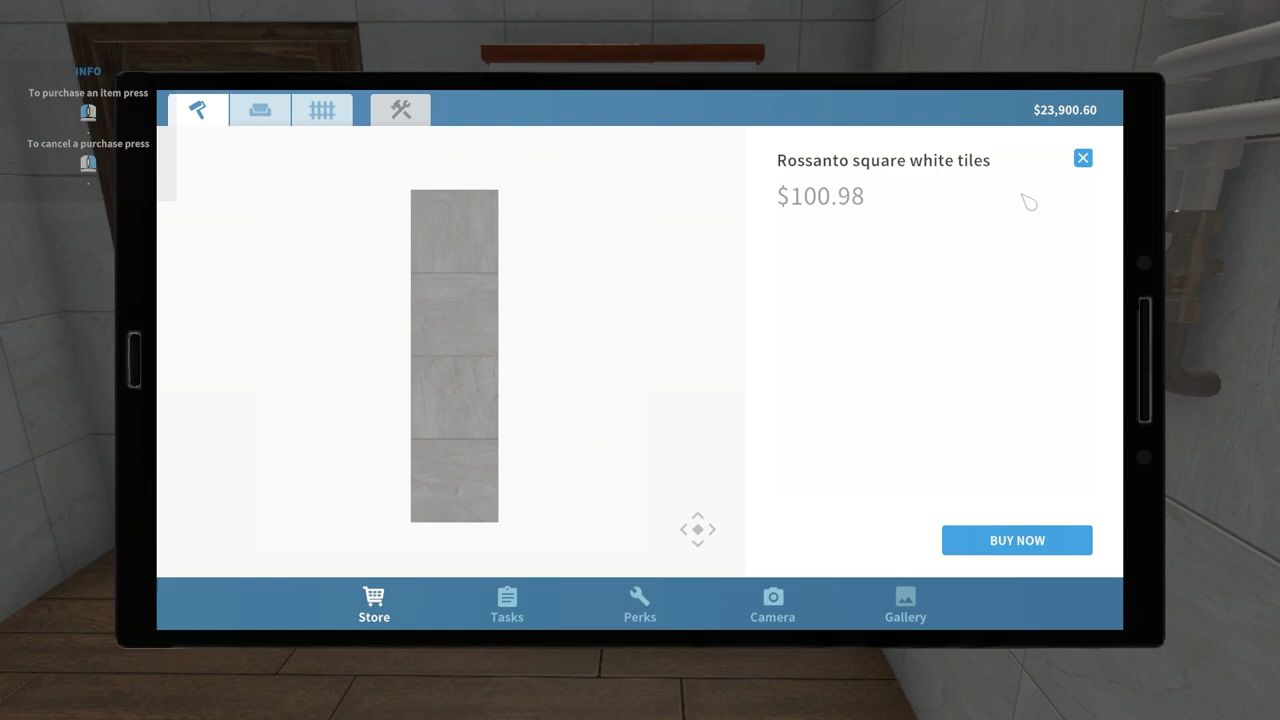 INFO
To purchase an item press
.
To cancel a purchase press
.
$23,900.60
Rossanto square white tiles
$100.98
BUY NOW
Store
Tasks
Perks
Camera
Gallery